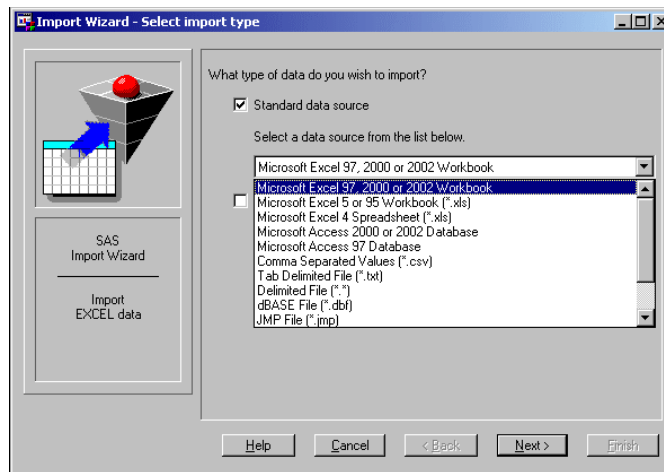 Import Wizard - Select import type
What type of data do you wish to import?
Standard data source
Select a data source from the list below.
Microsoft Excel 97, 2000 or 2002 Workbook
Microsoft Excel 97, 2000 or 2002 Workbook
Microsoft Excel 5 or 95 Workbook (*.xls)
Microsoft Excel 4 Spreadsheet (*.xls)
Microsoft Access 2000 or 2002 Database
Microsoft Access 97 Database
Comma Separated Values (*.csv)
Tab Delimited File (*.txt)
Delimited File (*.*)
dBASE File (*.dbf)
JMP File (*.jmp)
SAS
Import Wizard
Import
EXCEL data
Help Cancel < Back Next > Finish